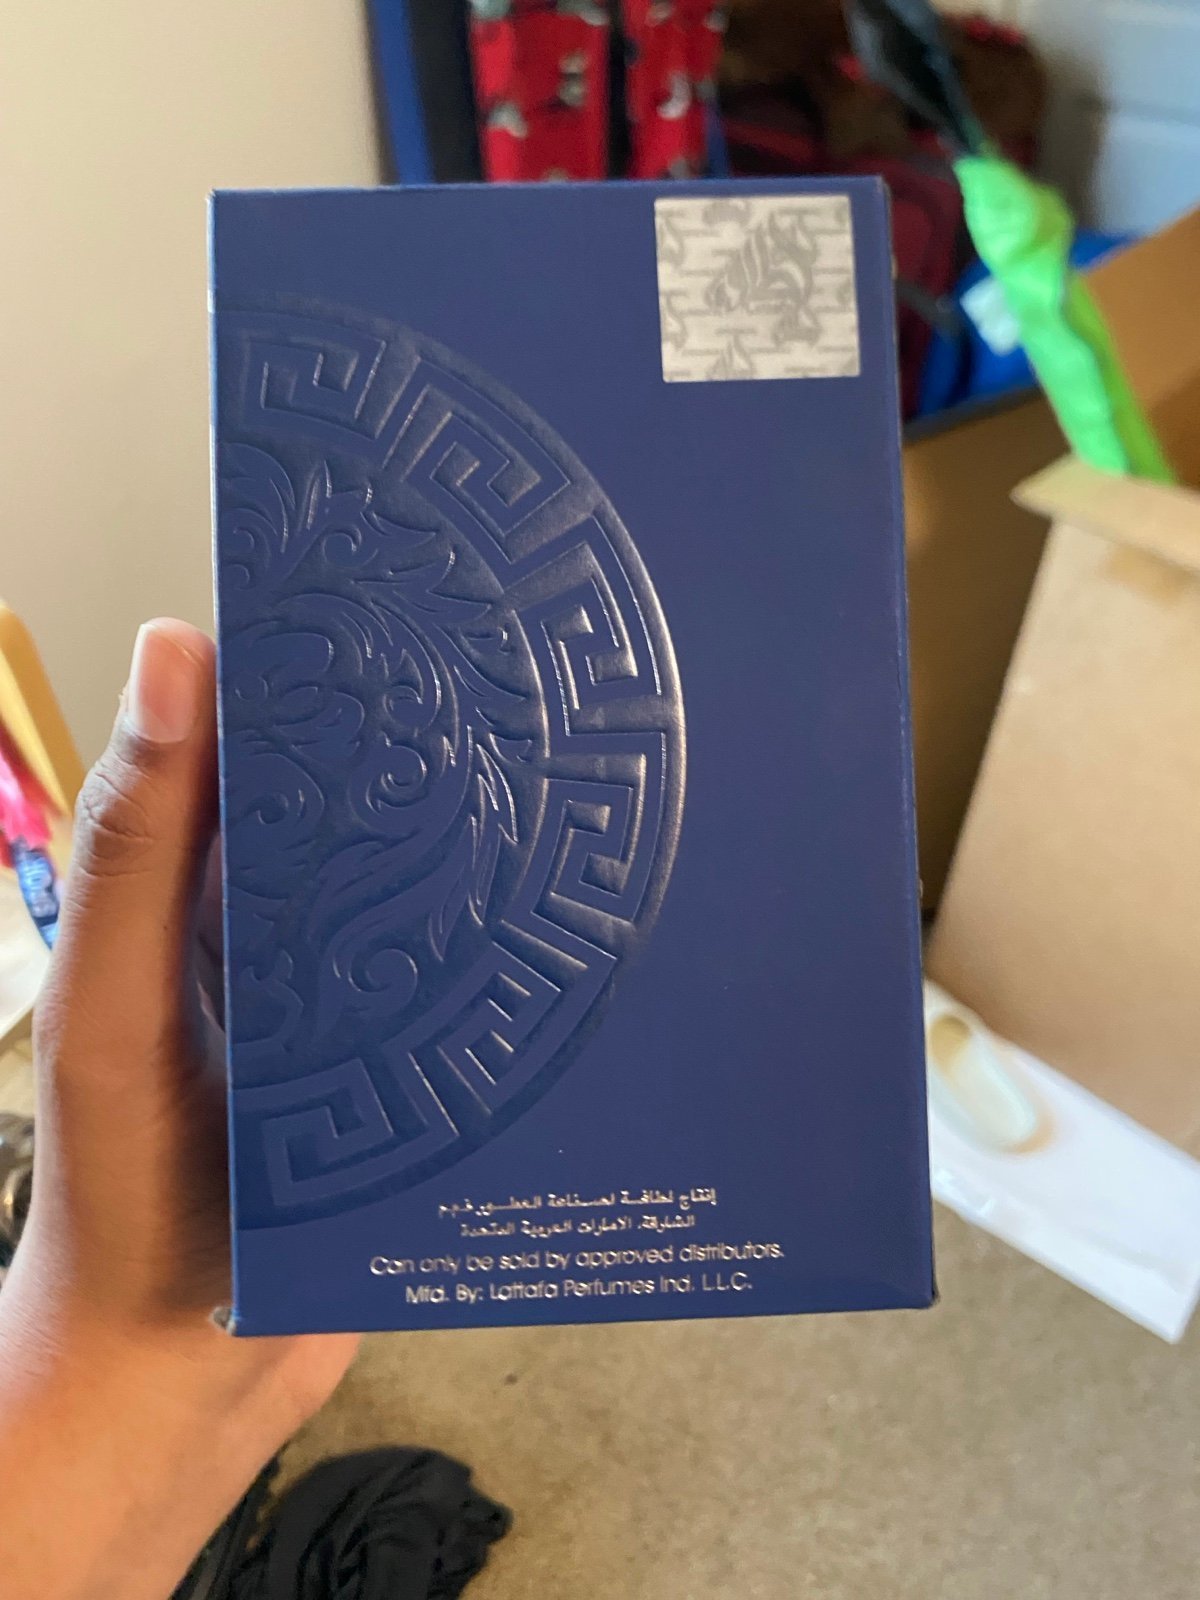 إنتاج لطافة لصناعة العطور ذ.م.م
الشارقة، الامارات العربية المتحدة
Can only be sold by approved distributors.
Mfd. By: Lattafa Perfumes Ind. L.L.C.